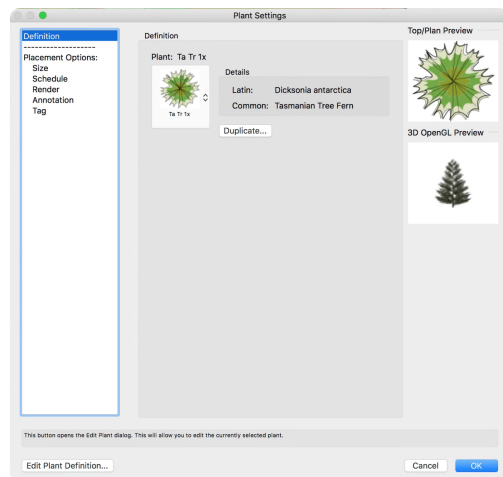 Plant Settings
Definition
--------------------
Placement Options:
Size
Schedule
Render
Annotation
Tag
Definition
Plant: Ta Tr 1x
Ta Tr 1x
Details
Latin: Dicksonia antarctica
Common: Tasmanian Tree Fern
Duplicate...
Top/Plan Preview
3D OpenGL Preview
This button opens the Edit Plant dialog. This will allow you to edit the currently selected plant.
Edit Plant Definition...
Cancel
OK